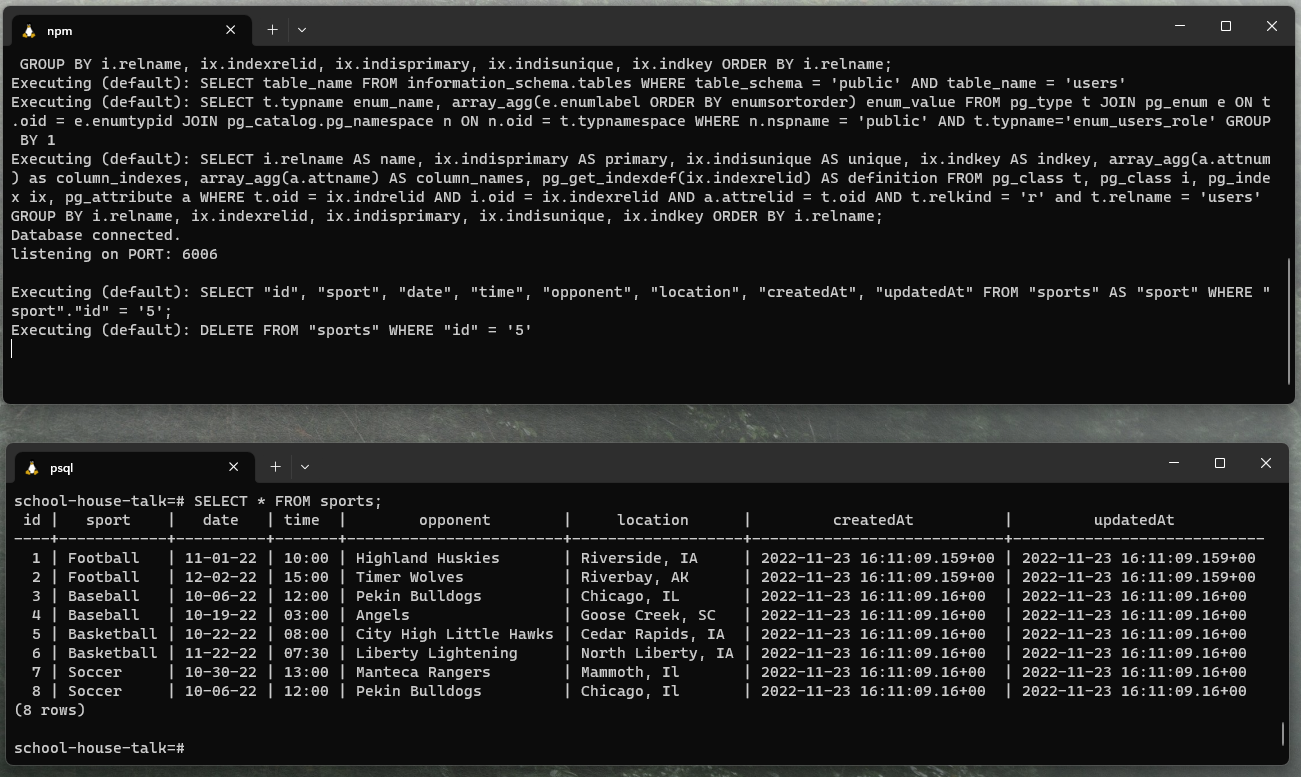 npm
 GROUP BY i.relname, ix.indexrelid, ix.indisprimary, ix.indisunique, ix.indkey ORDER BY i.relname;
Executing (default): SELECT table_name FROM information_schema.tables WHERE table_schema = 'public' AND table_name = 'users'
Executing (default): SELECT t.typname enum_name, array_agg(e.enumlabel ORDER BY enumsortorder) enum_value FROM pg_type t JOIN pg_enum e ON t
.oid = e.enumtypid JOIN pg_catalog.pg_namespace n ON n.oid = t.typnamespace WHERE n.nspname = 'public' AND t.typname='enum_users_role' GROUP
 BY 1
Executing (default): SELECT i.relname AS name, ix.indisprimary AS primary, ix.indisunique AS unique, ix.indkey AS indkey, array_agg(a.attnum
) as column_indexes, array_agg(a.attname) AS column_names, pg_get_indexdef(ix.indexrelid) AS definition FROM pg_class t, pg_class i, pg_inde
x ix, pg_attribute a WHERE t.oid = ix.indrelid AND i.oid = ix.indexrelid AND a.attrelid = t.oid AND t.relkind = 'r' and t.relname = 'users'
GROUP BY i.relname, ix.indexrelid, ix.indisprimary, ix.indisunique, ix.indkey ORDER BY i.relname;
Database connected.
listening on PORT: 6006
Executing (default): SELECT "id", "sport", "date", "time", "opponent", "location", "createdAt", "updatedAt" FROM "sports" AS "sport" WHERE "
sport"."id" = '5';
Executing (default): DELETE FROM "sports" WHERE "id" = '5'
psql
school-house-talk=# SELECT * FROM sports;
 id |   sport    |   date   | time  |        opponent        |     location      |         createdAt          |         updatedAt
----+------------+----------+-------+------------------------+-------------------+----------------------------+----------------------------
  1 | Football   | 11-01-22 | 10:00 | Highland Huskies       | Riverside, IA     | 2022-11-23 16:11:09.159+00 | 2022-11-23 16:11:09.159+00
  2 | Football   | 12-02-22 | 15:00 | Timer Wolves           | Riverbay, AK      | 2022-11-23 16:11:09.159+00 | 2022-11-23 16:11:09.159+00
  3 | Baseball   | 10-06-22 | 12:00 | Pekin Bulldogs         | Chicago, IL       | 2022-11-23 16:11:09.16+00  | 2022-11-23 16:11:09.16+00
  4 | Baseball   | 10-19-22 | 03:00 | Angels                 | Goose Creek, SC   | 2022-11-23 16:11:09.16+00  | 2022-11-23 16:11:09.16+00
  5 | Basketball | 10-22-22 | 08:00 | City High Little Hawks | Cedar Rapids, IA  | 2022-11-23 16:11:09.16+00  | 2022-11-23 16:11:09.16+00
  6 | Basketball | 11-22-22 | 07:30 | Liberty Lightening     | North Liberty, IA | 2022-11-23 16:11:09.16+00  | 2022-11-23 16:11:09.16+00
  7 | Soccer     | 10-30-22 | 13:00 | Manteca Rangers        | Mammoth, Il       | 2022-11-23 16:11:09.16+00  | 2022-11-23 16:11:09.16+00
  8 | Soccer     | 10-06-22 | 12:00 | Pekin Bulldogs         | Chicago, Il       | 2022-11-23 16:11:09.16+00  | 2022-11-23 16:11:09.16+00
(8 rows)
school-house-talk=#